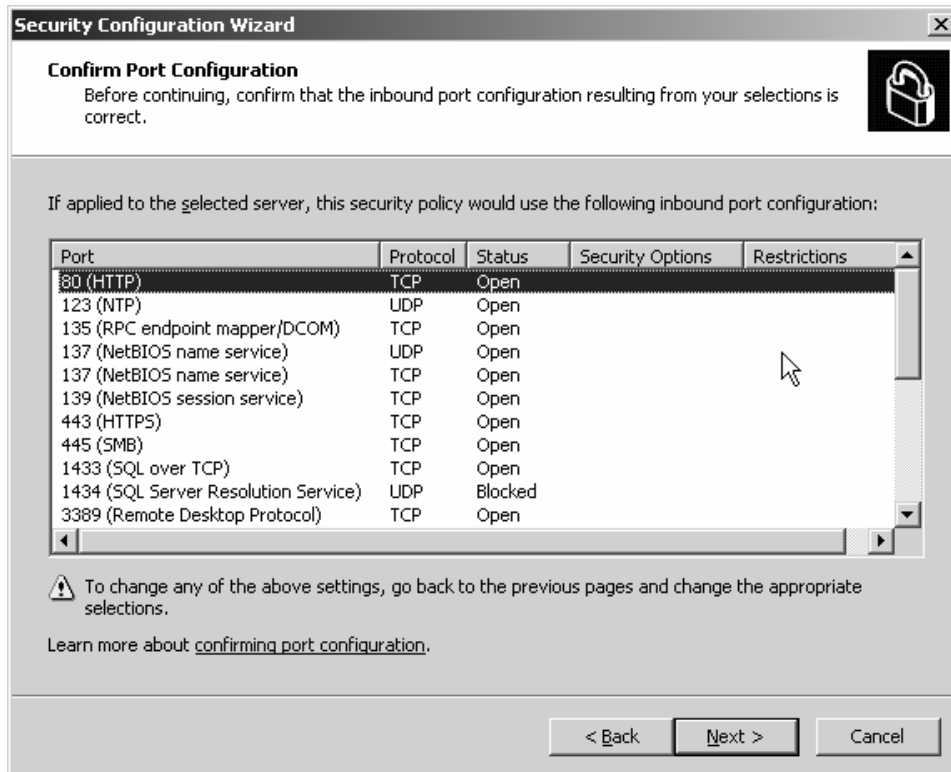 Security Configuration Wizard
Confirm Port Configuration
Before continuing, confirm that the inbound port configuration resulting from your selections is
correct.
If applied to the selected server, this security policy would use the following inbound port configuration:
Port Protocol Status Security Options Restrictions
80 (HTTP) TCP Open
123 (NTP) UDP Open
135 (RPC endpoint mapper/DCOM) TCP Open
137 (NetBIOS name service) UDP Open
137 (NetBIOS name service) TCP Open
139 (NetBIOS session service) TCP Open
443 (HTTPS) TCP Open
445 (SMB) TCP Open
1433 (SQL over TCP) TCP Open
1434 (SQL Server Resolution Service) UDP Blocked
3389 (Remote Desktop Protocol) TCP Open
To change any of the above settings, go back to the previous pages and change the appropriate
selections.
Learn more about confirming port configuration.
< Back Next > Cancel